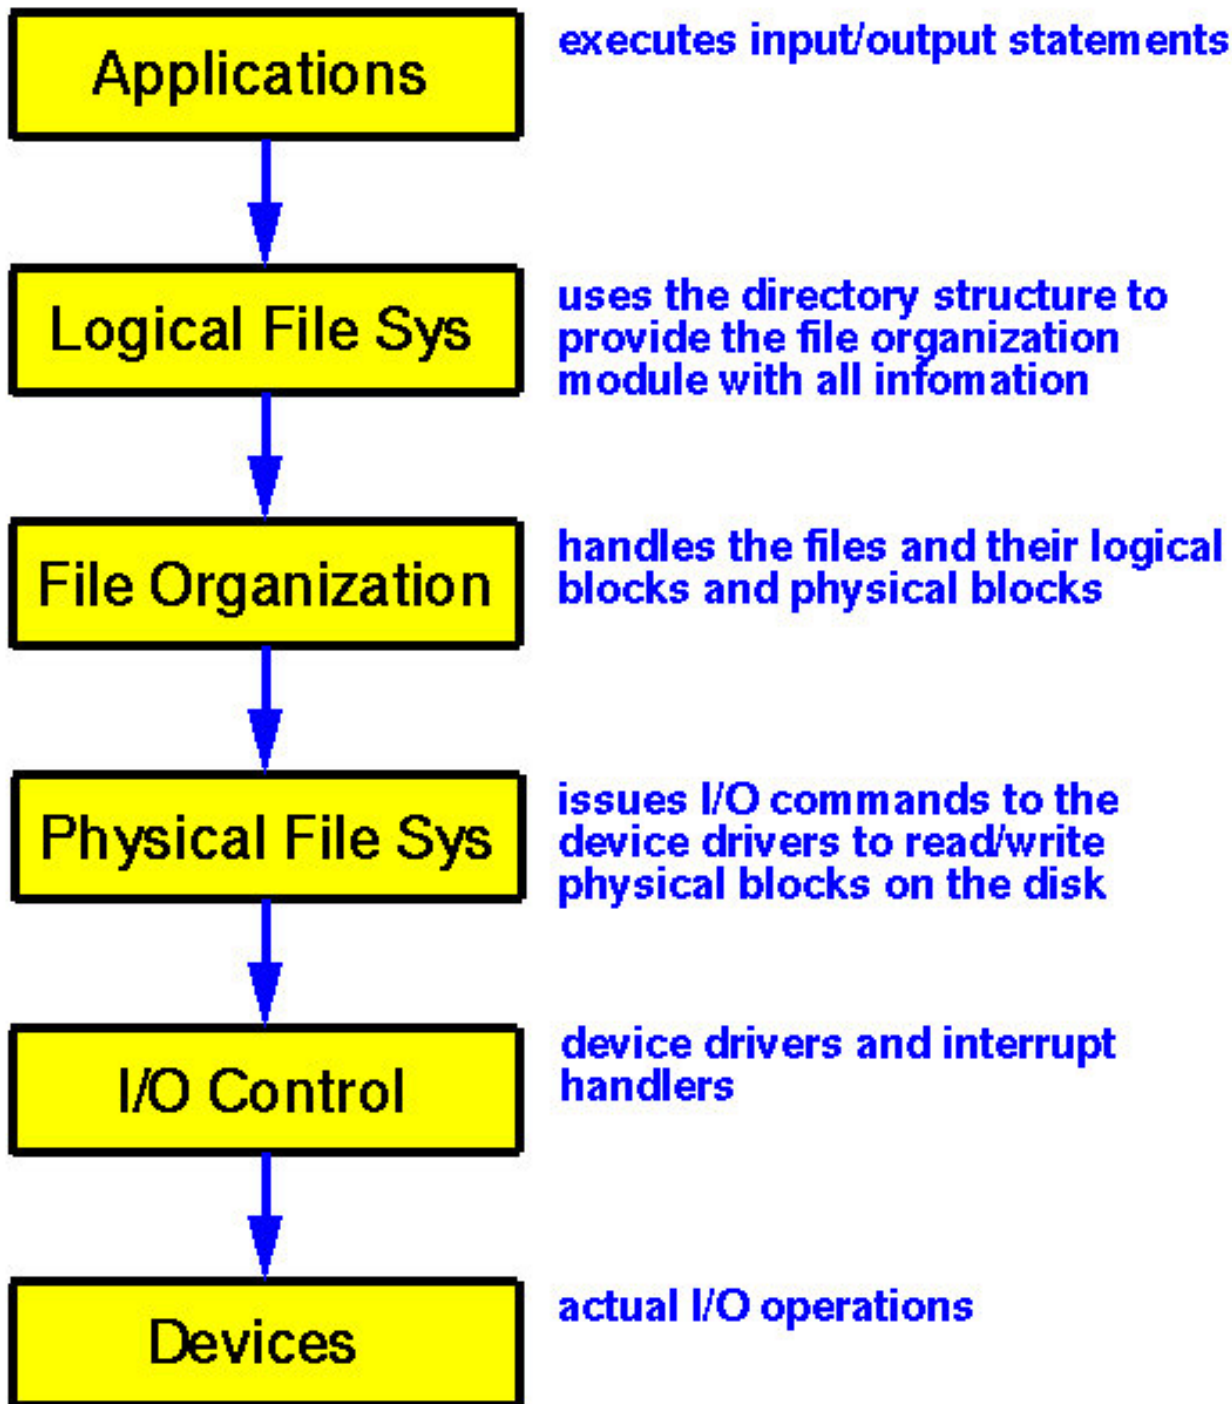 Applications
executes input/output statements
Logical File Sys
uses the directory structure to
provide the file organization
module with all infomation
File Organization
handles the files and their logical
blocks and physical blocks
Physical File Sys
issues I/O commands to the
device drivers to read/write
physical blocks on the disk
I/O Control
device drivers and interrupt
handlers
Devices
actual I/O operations